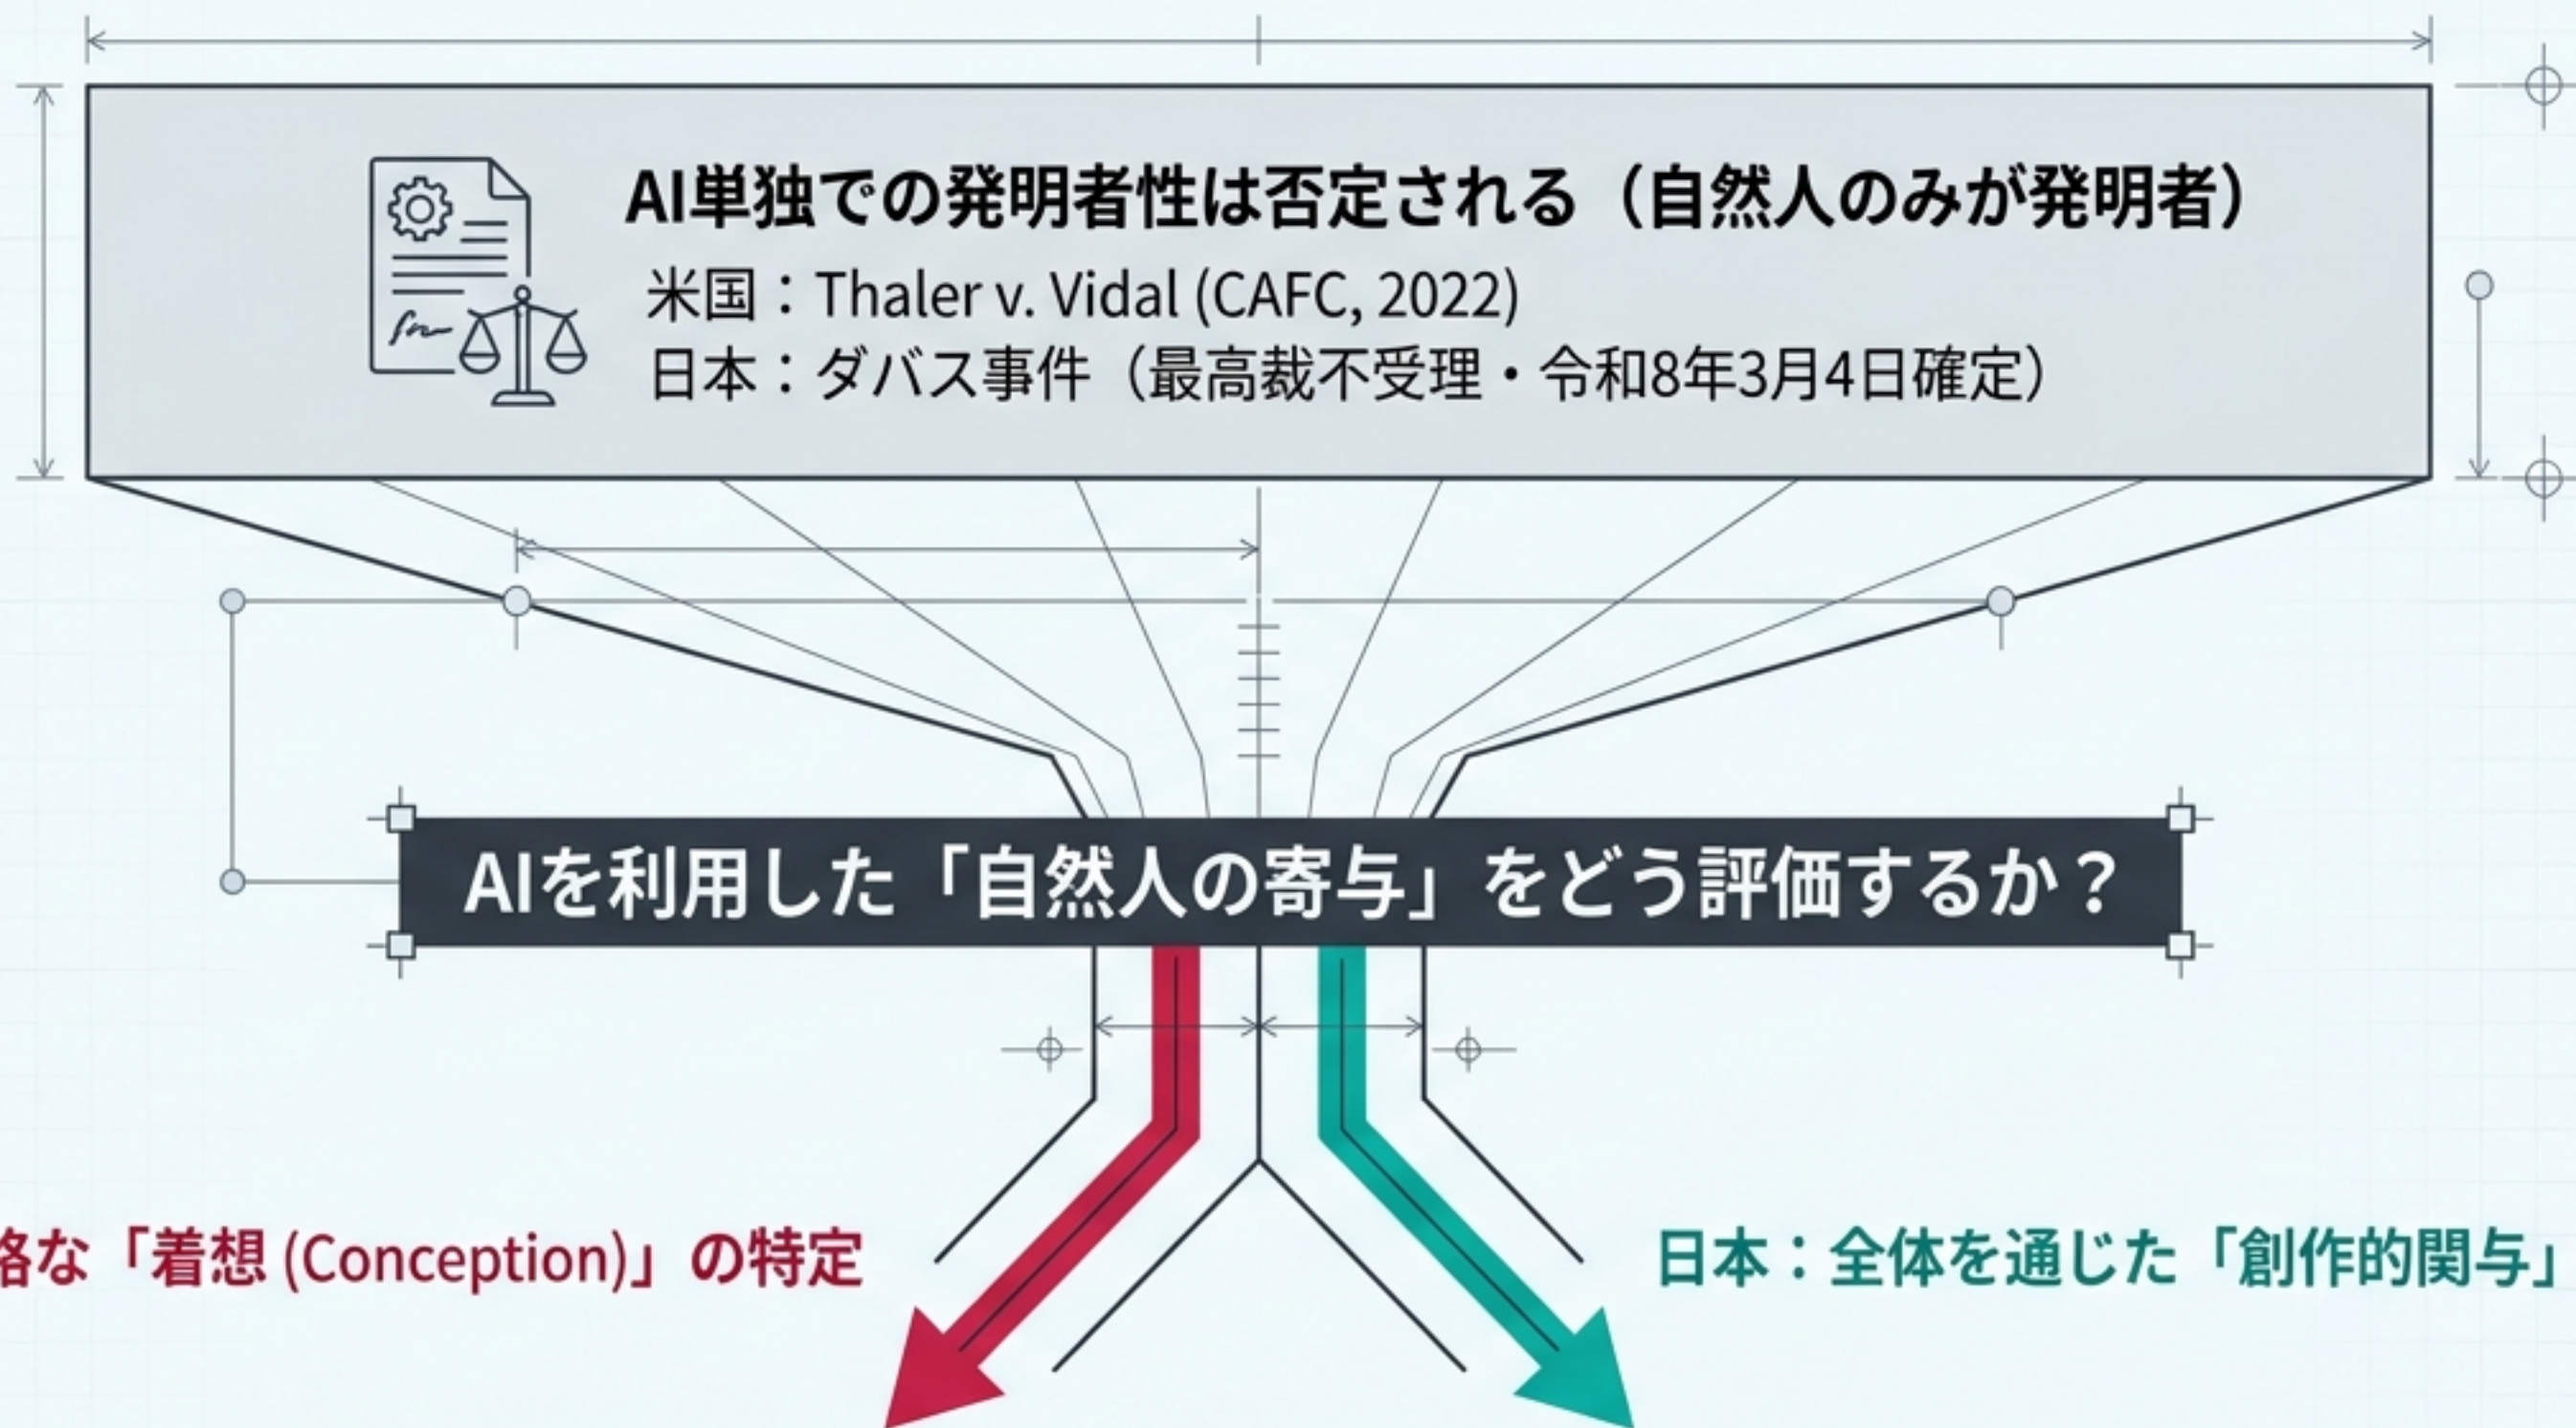 AI単独での発明者性は否定される（自然人のみが発明者）
米国：Thaler v. Vidal (CAFC, 2022)
日本：ダバス事件（最高裁不受理・令和8年3月4日確定）
AIを利用した「自然人の寄与」をどう評価するか？
格な「着想 (Conception)」の特定
日本：全体を通じた「創作的関与」